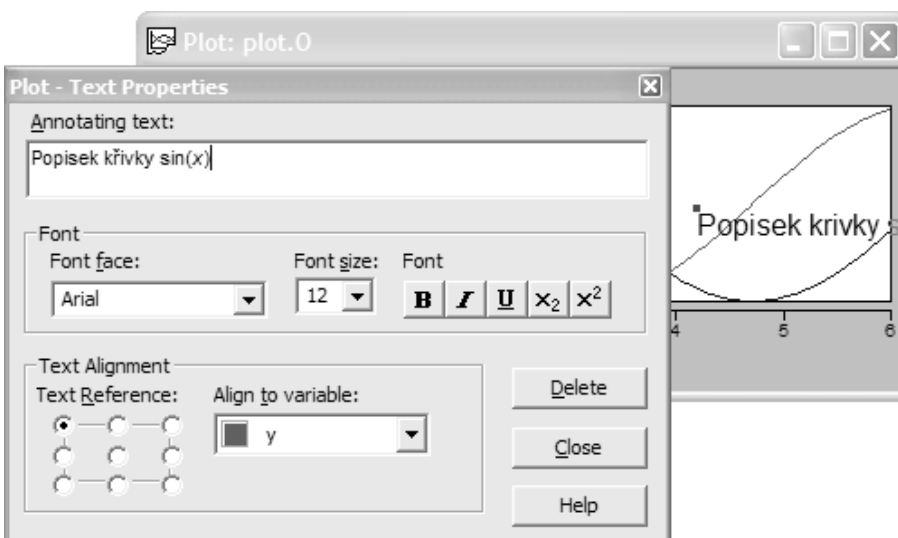 Plot: plot.0
Plot - Text Properties
Annotating text:
Popisek křivky sin(x)
Font
Font face:
Font size:
Font
Arial
12
B I U x₂ x²
Text Alignment
Text Reference:
Align to variable:
y
Delete
Close
Help
Popisek krivky s
4 5 6